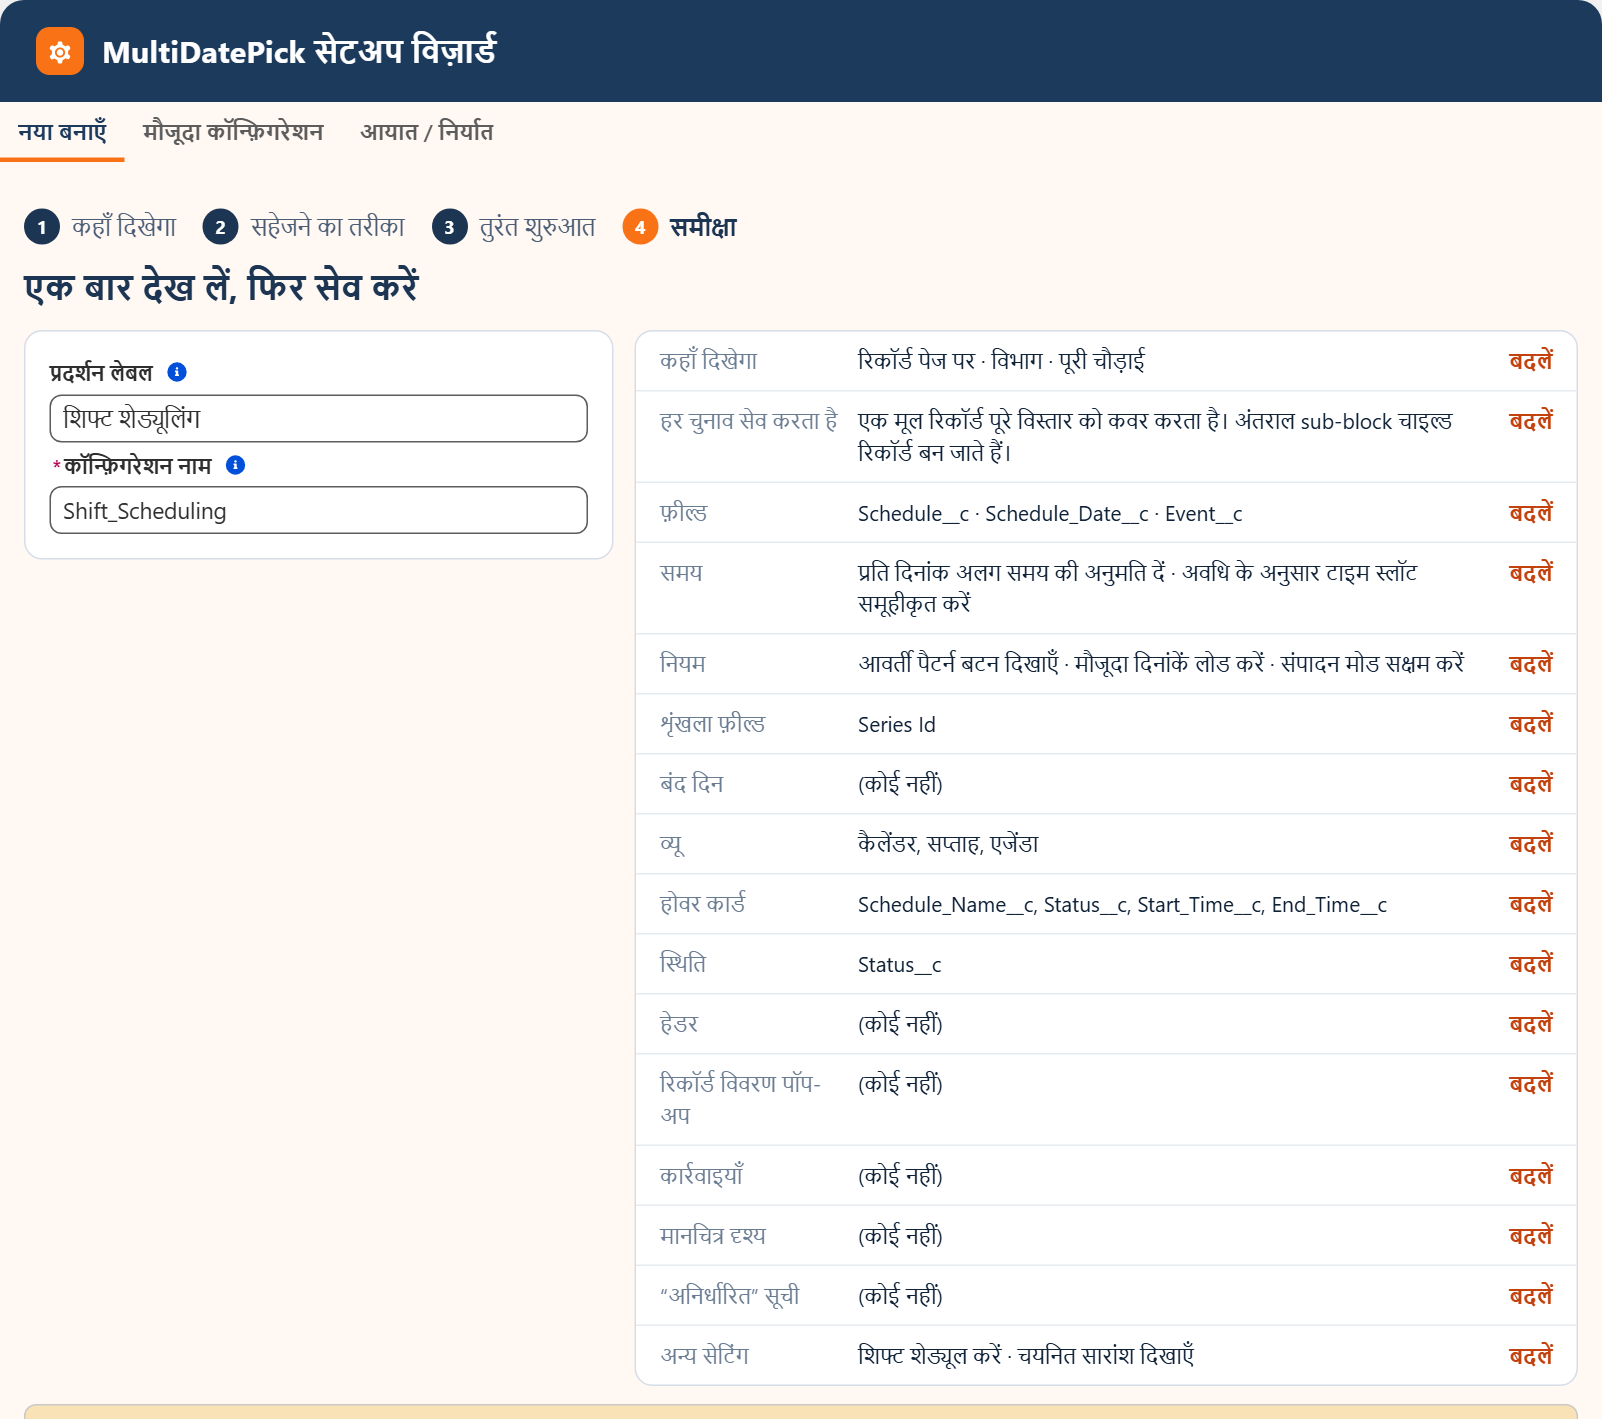 MultiDatePick सेटअप विज़ार्ड
नया बनाएँ
मौजूदा कॉन्फ़िगरेशन
आयात / निर्यात
1 कहाँ दिखेगा
2 सहेजने का तरीका
3 तुरंत शुरुआत
4 समीक्षा
एक बार देख लें, फिर सेव करें
प्रदर्शन लेबल
शिफ्ट शेड्यूलिंग
*कॉन्फ़िगरेशन नाम
Shift_Scheduling
कहाँ दिखेगा रिकॉर्ड पेज पर · विभाग · पूरी चौड़ाई बदलें
हर चुनाव सेव करता है एक मूल रिकॉर्ड पूरे विस्तार को कवर करता है। अंतराल sub-block चाइल्ड बदलें
रिकॉर्ड बन जाते हैं।
फ़ील्ड Schedule__c · Schedule_Date__c · Event__c बदलें
समय प्रति दिनांक अलग समय की अनुमति दें · अवधि के अनुसार टाइम स्लॉट बदलें
समूहीकृत करें
नियम आवर्ती पैटर्न बटन दिखाएँ · मौजूदा दिनांकें लोड करें · संपादन मोड सक्षम करें बदलें
शृंखला फ़ील्ड Series Id बदलें
बंद दिन (कोई नहीं) बदलें
व्यू कैलेंडर, सप्ताह, एजेंडा बदलें
होवर कार्ड Schedule_Name__c, Status__c, Start_Time__c, End_Time__c बदलें
स्थिति Status__c बदलें
हेडर (कोई नहीं) बदलें
रिकॉर्ड विवरण पॉप- (कोई नहीं) बदलें
अप
कार्रवाइयाँ (कोई नहीं) बदलें
मानचित्र दृश्य (कोई नहीं) बदलें
“अनिर्धारित” सूची (कोई नहीं) बदलें
अन्य सेटिंग शिफ्ट शेड्यूल करें · चयनित सारांश दिखाएँ बदलें